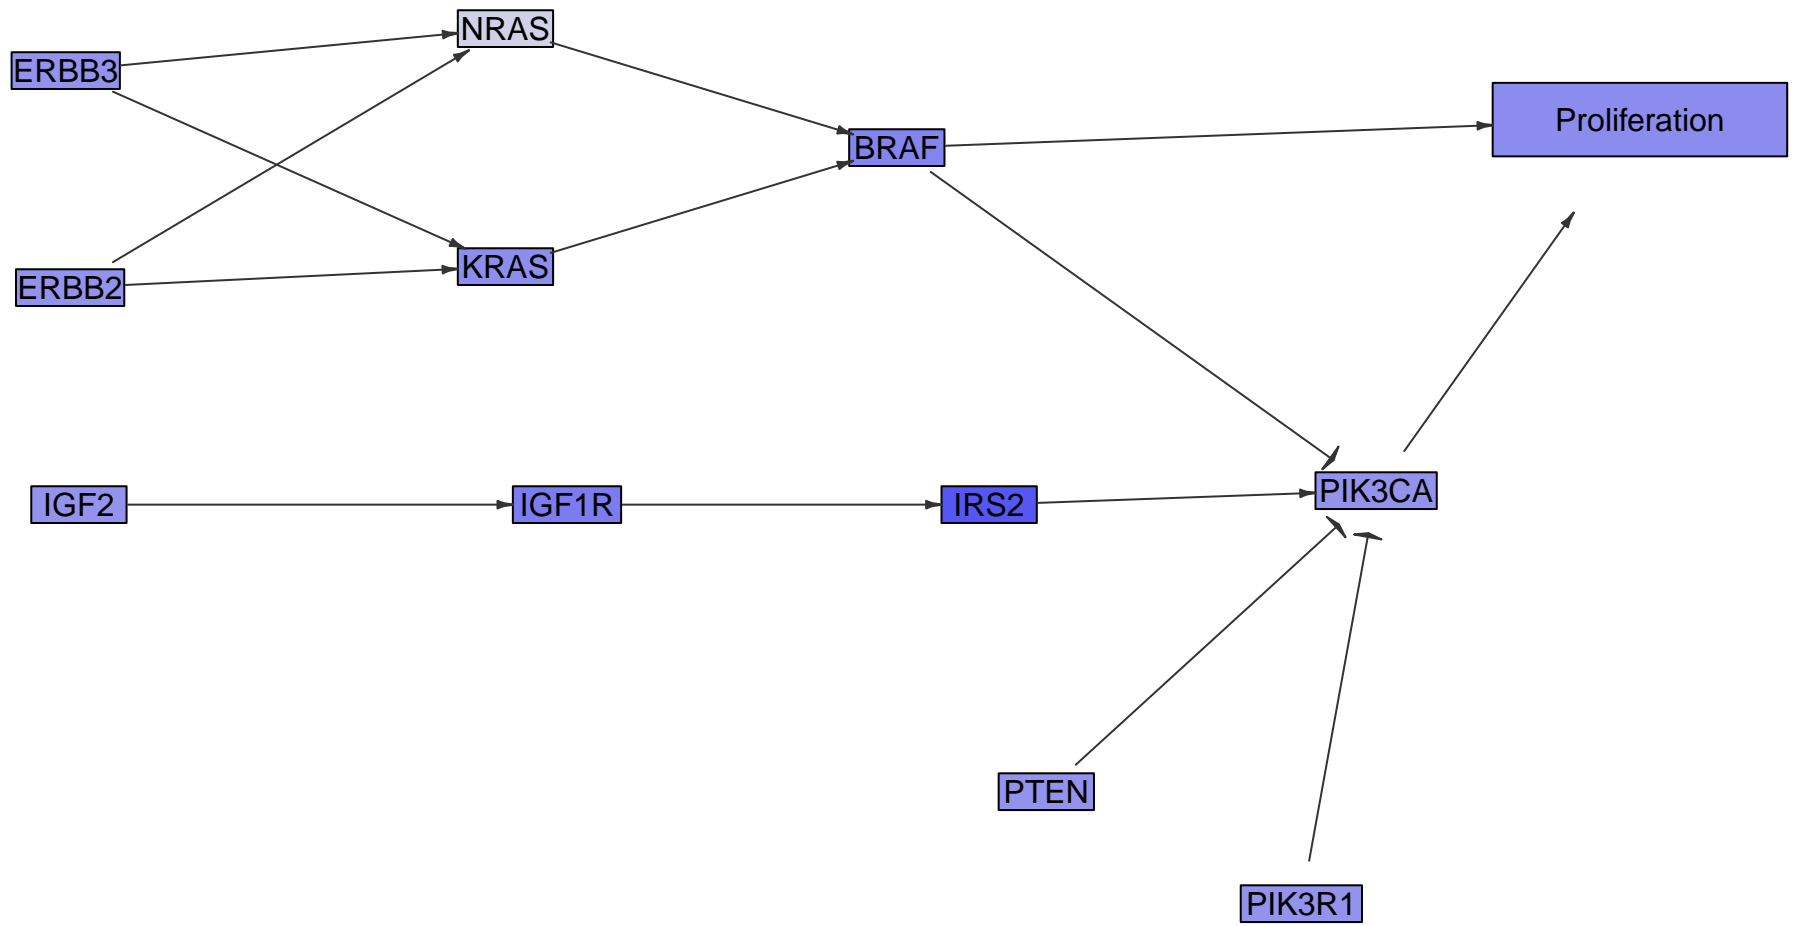 NRAS
ERBB3
Proliferation
BRAF
KRAS
ERBB2
IGF2
IGF1R
IRS2
PIK3CA
PTEN
PIK3R1